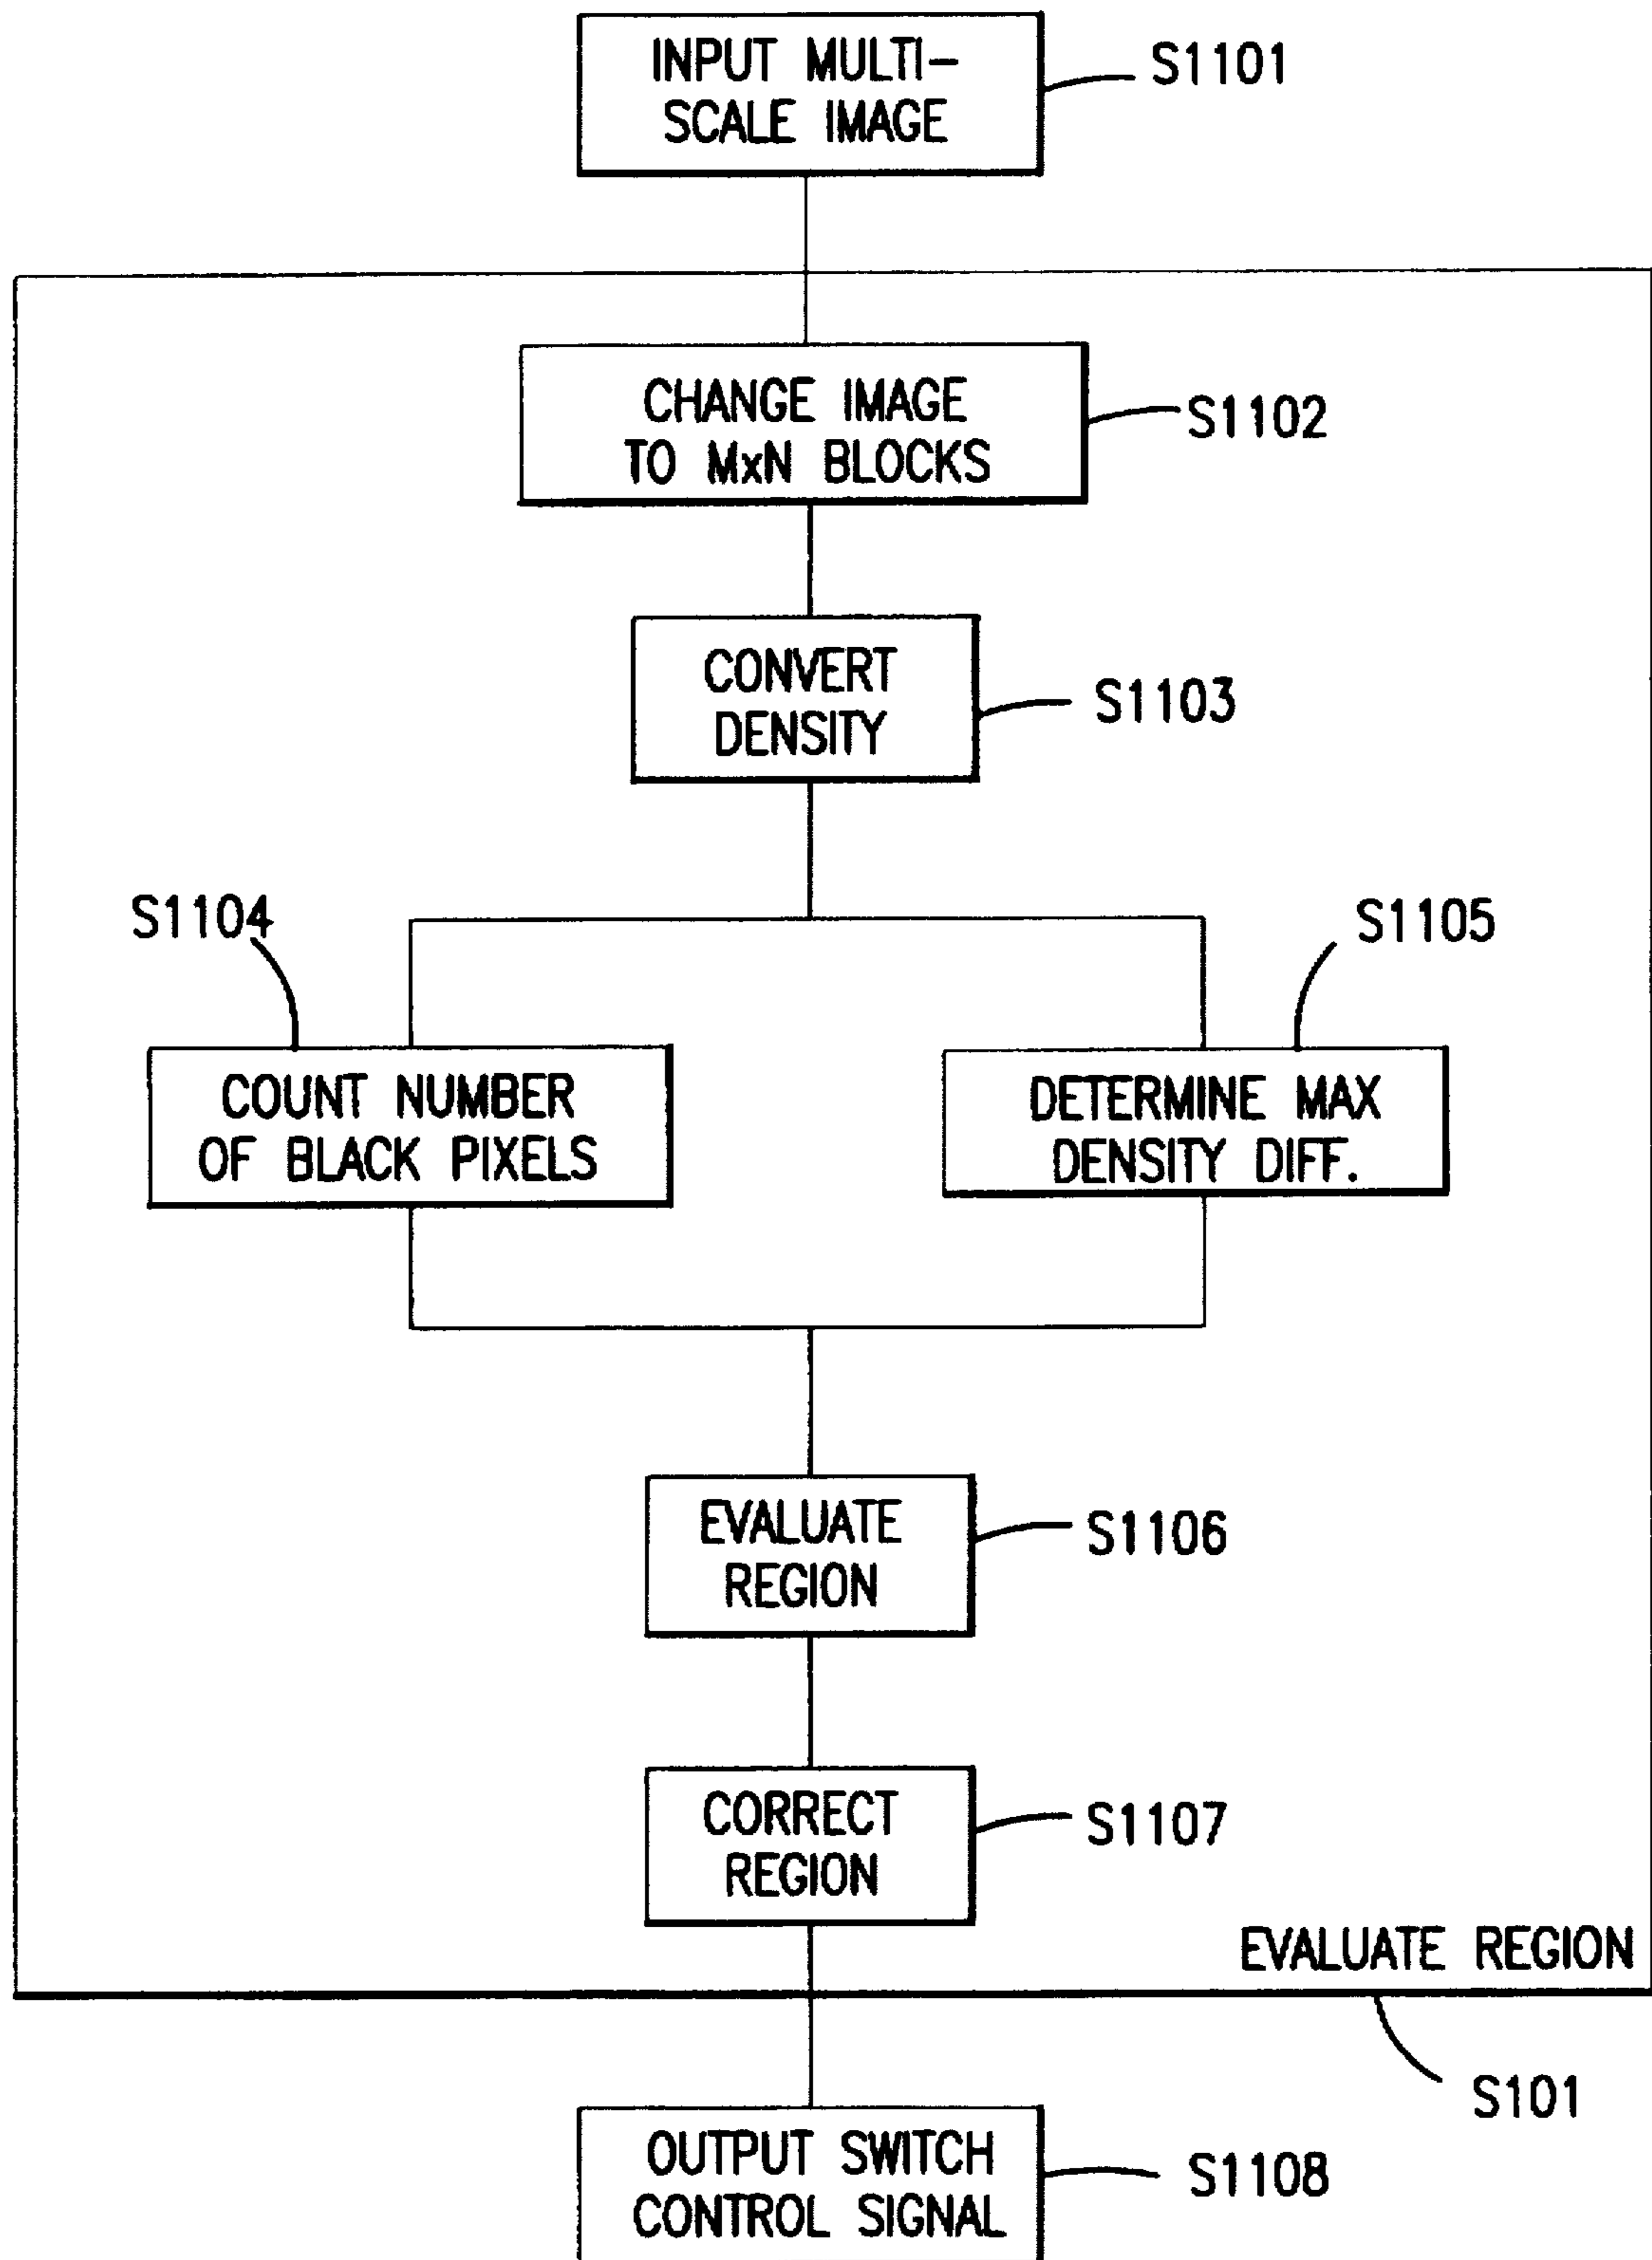 INPUT MULTI-
SCALE IMAGE
S1101
CHANGE IMAGE
TO MxN BLOCKS
S1102
CONVERT
DENSITY
S1103
S1104
S1105
COUNT NUMBER
OF BLACK PIXELS
DETERMINE MAX
DENSITY DIFF.
EVALUATE
REGION
S1106
CORRECT
REGION
S1107
EVALUATE REGION
S101
OUTPUT SWITCH
CONTROL SIGNAL
S1108